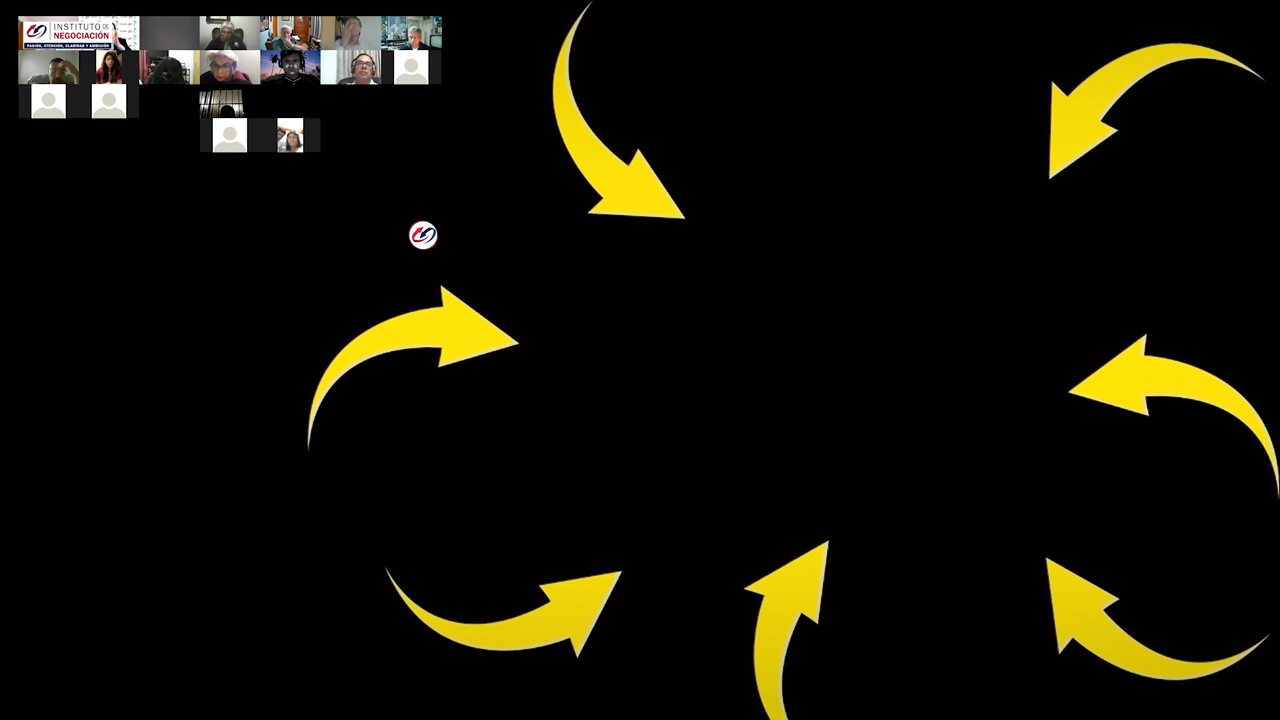 INSTITUTO DE
NEGOCIACIÓN
PASIÓN, ATENCIÓN, CLARIDAD Y AMBICIÓN